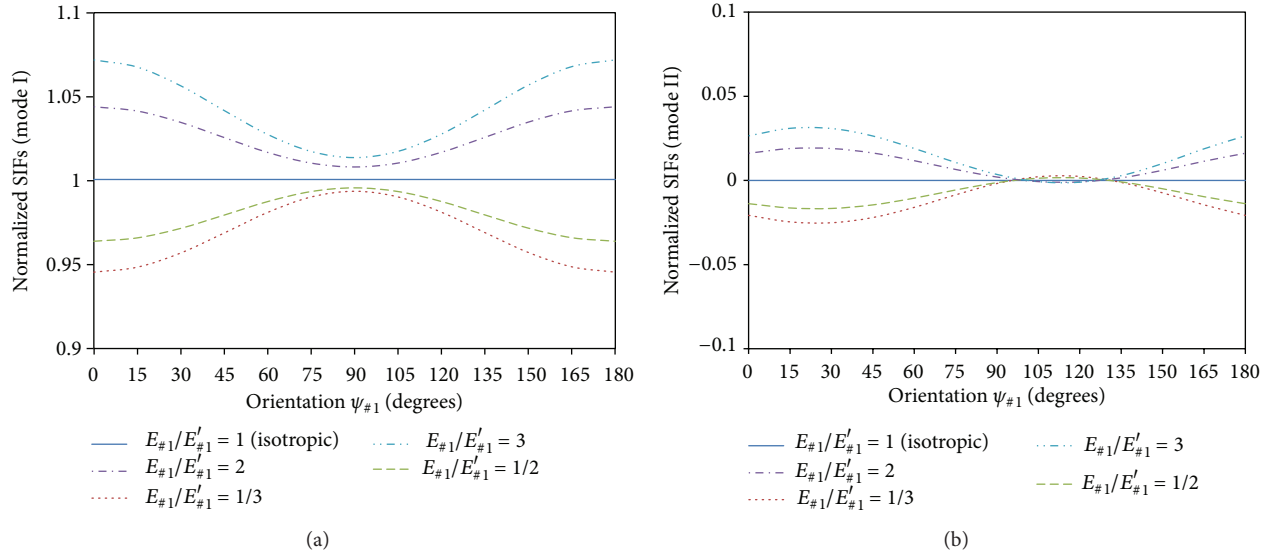 1.1
1.05
1
0.95
0.9
Normalized SIFs (mode I)
0 15 30 45 60 75 90 105 120 135 150 165 180
Orientation ψ#1 (degrees)
E#1/E′#1 = 1 (isotropic)
E#1/E′#1 = 2
E#1/E′#1 = 1/3
E#1/E′#1 = 3
E#1/E′#1 = 1/2
(a)
0.1
0.05
0
−0.05
−0.1
Normalized SIFs (mode II)
0 15 30 45 60 75 90 105 120 135 150 165 180
Orientation ψ#1 (degrees)
E#1/E′#1 = 1 (isotropic)
E#1/E′#1 = 2
E#1/E′#1 = 1/3
E#1/E′#1 = 3
E#1/E′#1 = 1/2
(b)